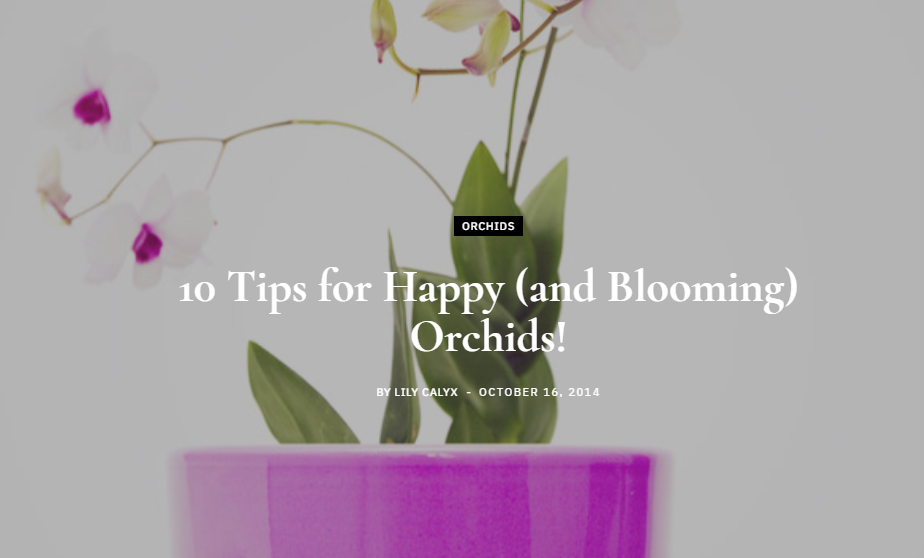 ORCHIDS
10 Tips for Happy (and Blooming)
Orchids!
BY LILY CALYX - OCTOBER 16, 2014